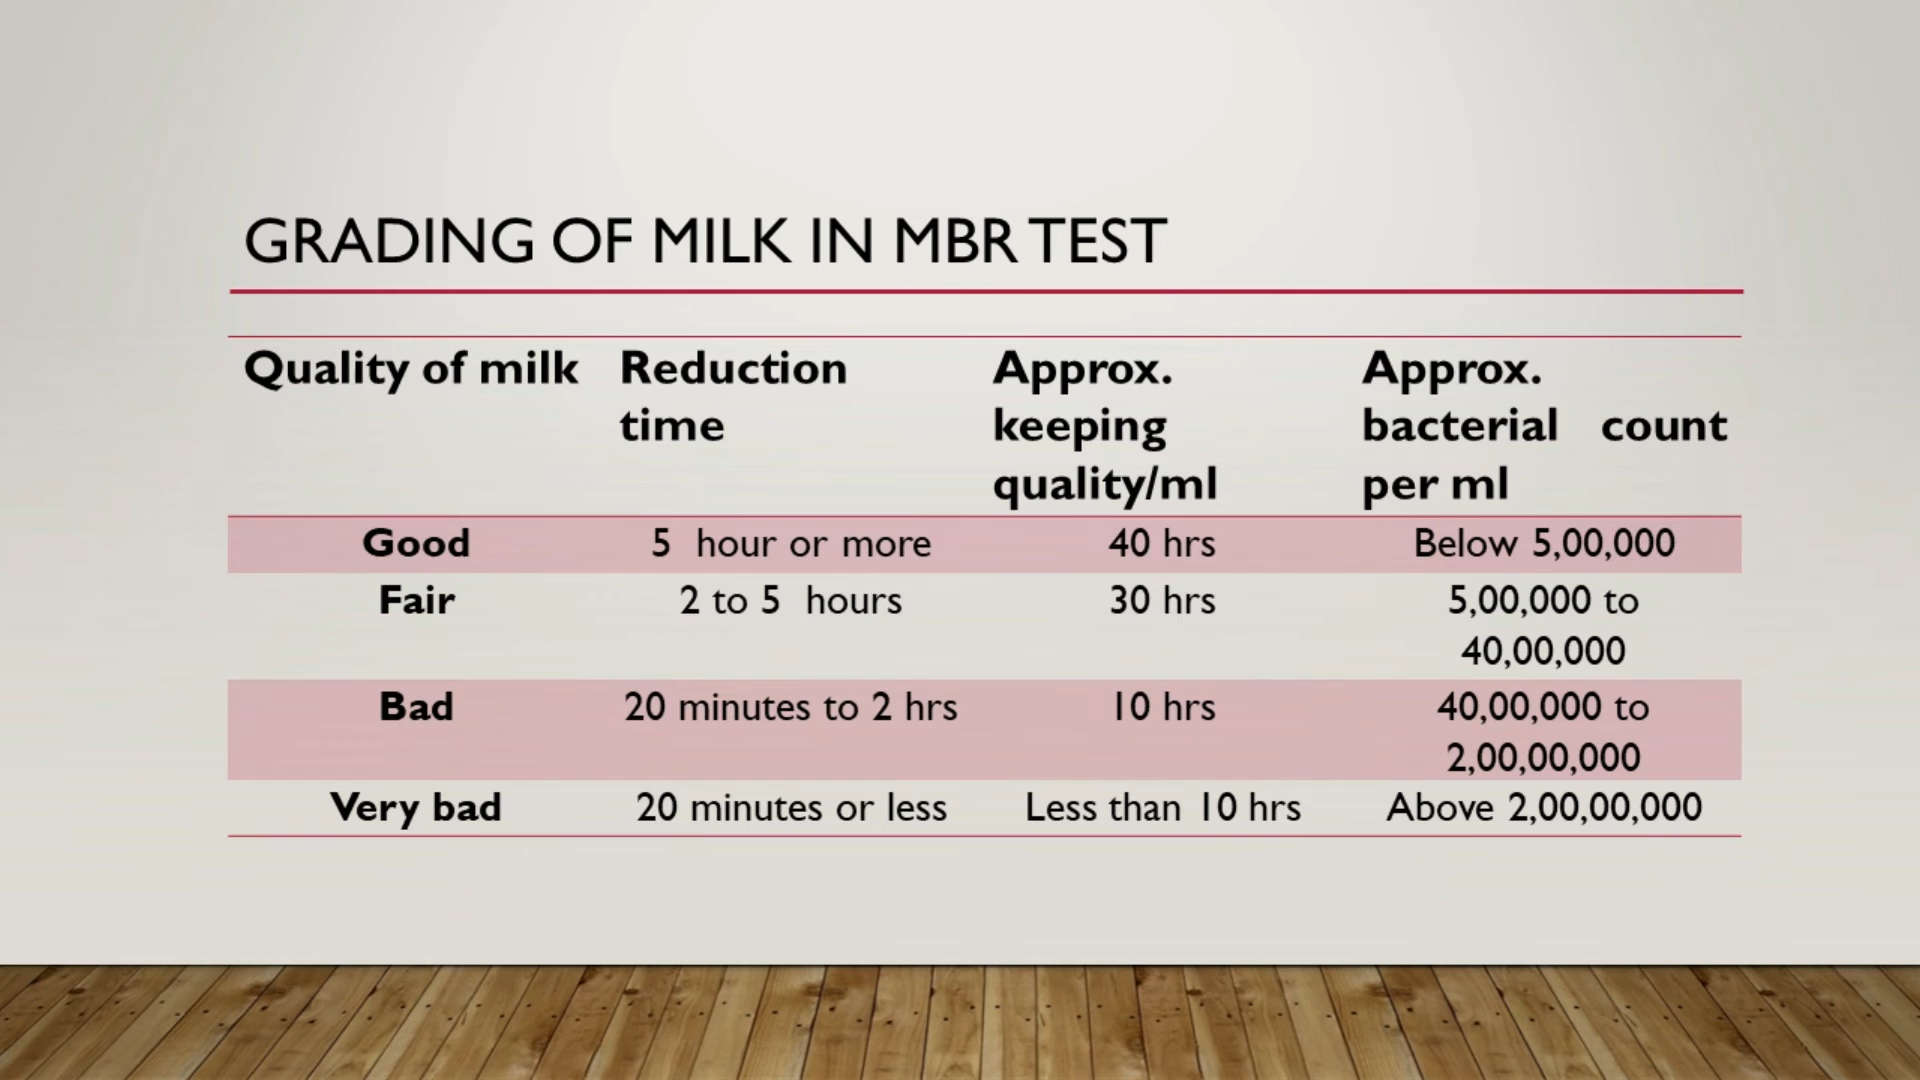 GRADING OF MILK IN MBR TEST
Quality of milk Reduction time Approx. keeping quality/ml Approx. bacterial count per ml
Good 5 hour or more 40 hrs Below 5,00,000
Fair 2 to 5 hours 30 hrs 5,00,000 to 40,00,000
Bad 20 minutes to 2 hrs 10 hrs 40,00,000 to 2,00,00,000
Very bad 20 minutes or less Less than 10 hrs Above 2,00,00,000